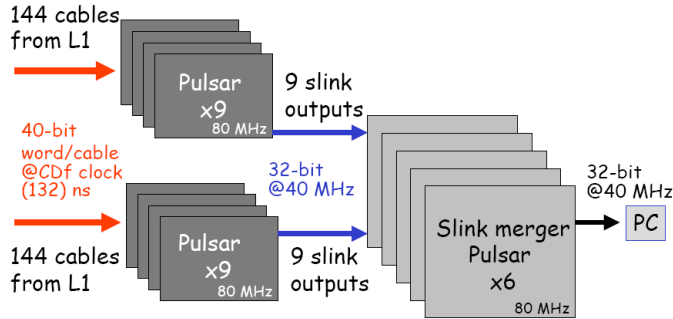 144 cables
from L1
Pulsar
x9
80 MHz
9 slink
outputs
40-bit
word/cable
@CDf clock
(132) ns
32-bit
@40 MHz
32-bit
@40 MHz
PC
Slink merger
Pulsar
x6
80 MHz
Pulsar
x9
80 MHz
144 cables
from L1
9 slink
outputs